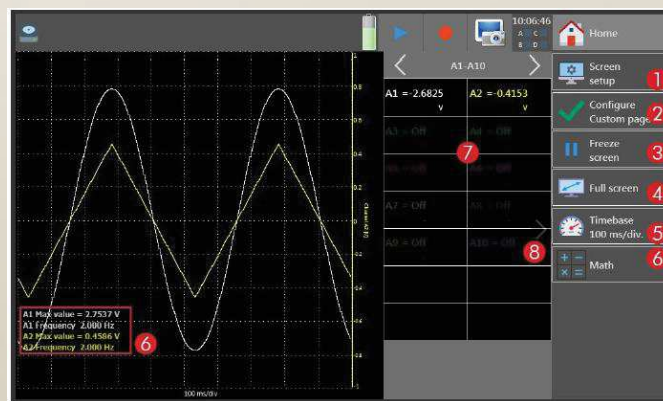 10:06:46
A C
B D
Home
A1-A10
Screen
setup
1
A1 =-2.6825
V
A2 =-0.4153
V
Configure
Custom page
2
A3 = Off
A4 = Off
Freeze
screen
3
7
Full screen
4
A7 = Off
A8 = Off
Timebase
100 ms/div.
5
A9 = Off
A10 = Off
8
Math
6
A1 Max value = 2.7537 V
A1 Frequency 2.000 Hz
A2 Max value = 0.4586 V
A2 Frequency 2.000 Hz
6
100 ms/div